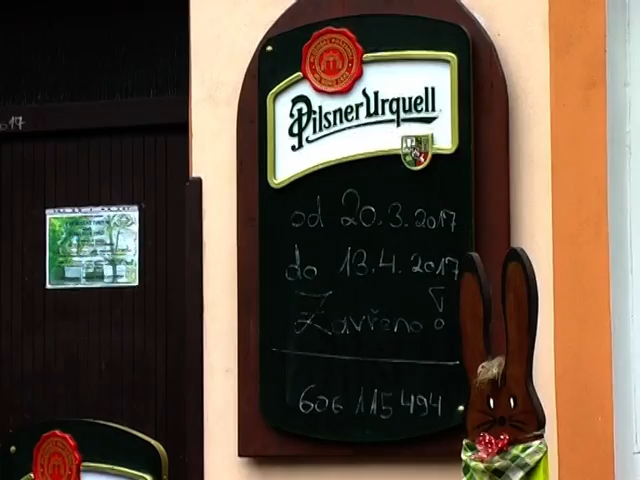 Pilsner Urquell
od 20.3.2017
do 13.4.2017
Zavřeno!
606 115 494